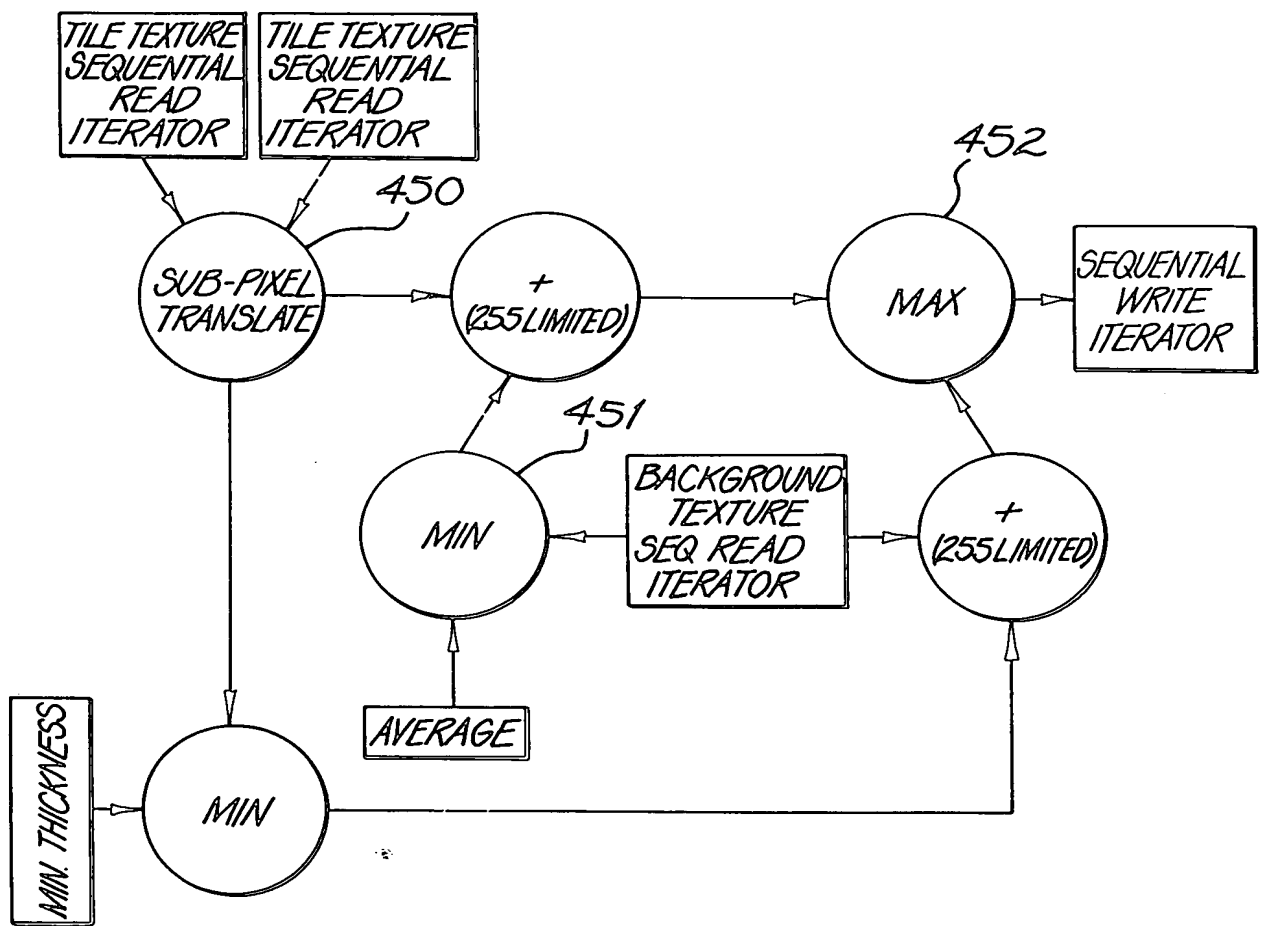 TILE TEXTURE
SEQUENTIAL
READ
ITERATOR
TILE TEXTURE
SEQUENTIAL
READ
ITERATOR
450
452
SUB-PIXEL
TRANSLATE
+
(255 LIMITED)
MAX
SEQUENTIAL
WRITE
ITERATOR
451
MIN
BACKGROUND
TEXTURE
SEQ READ
ITERATOR
+
(255 LIMITED)
AVERAGE
MIN. THICKNESS
MIN